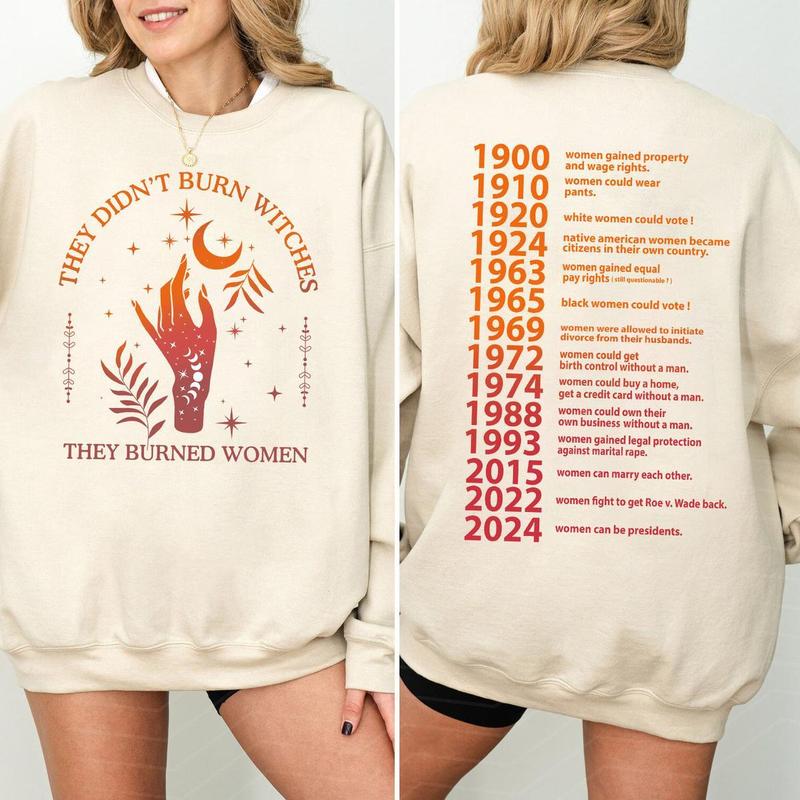 THEY DIDN'T BURN WITCHES
THEY BURNED WOMEN
1900 women gained property
and wage rights.
1910 women could wear
pants.
1920 white women could vote !
1924 native american women became
citizens in their own country.
1963 women gained equal
pay rights ( still questionable ? )
1965 black women could vote !
1969 women were allowed to initiate
divorce from their husbands.
1972 women could get
birth control without a man.
1974 women could buy a home,
get a credit card without a man.
1988 women could own their
own business without a man.
1993 women gained legal protection
against marital rape.
2015 women can marry each other.
2022 women fight to get Roe v. Wade back.
2024 women can be presidents.